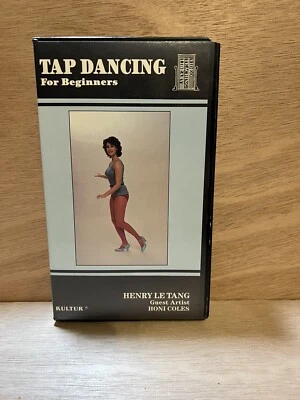 TAP DANCING
For Beginners
HENRY LE TANG
Guest Artist
HONI COLES
KULTUR